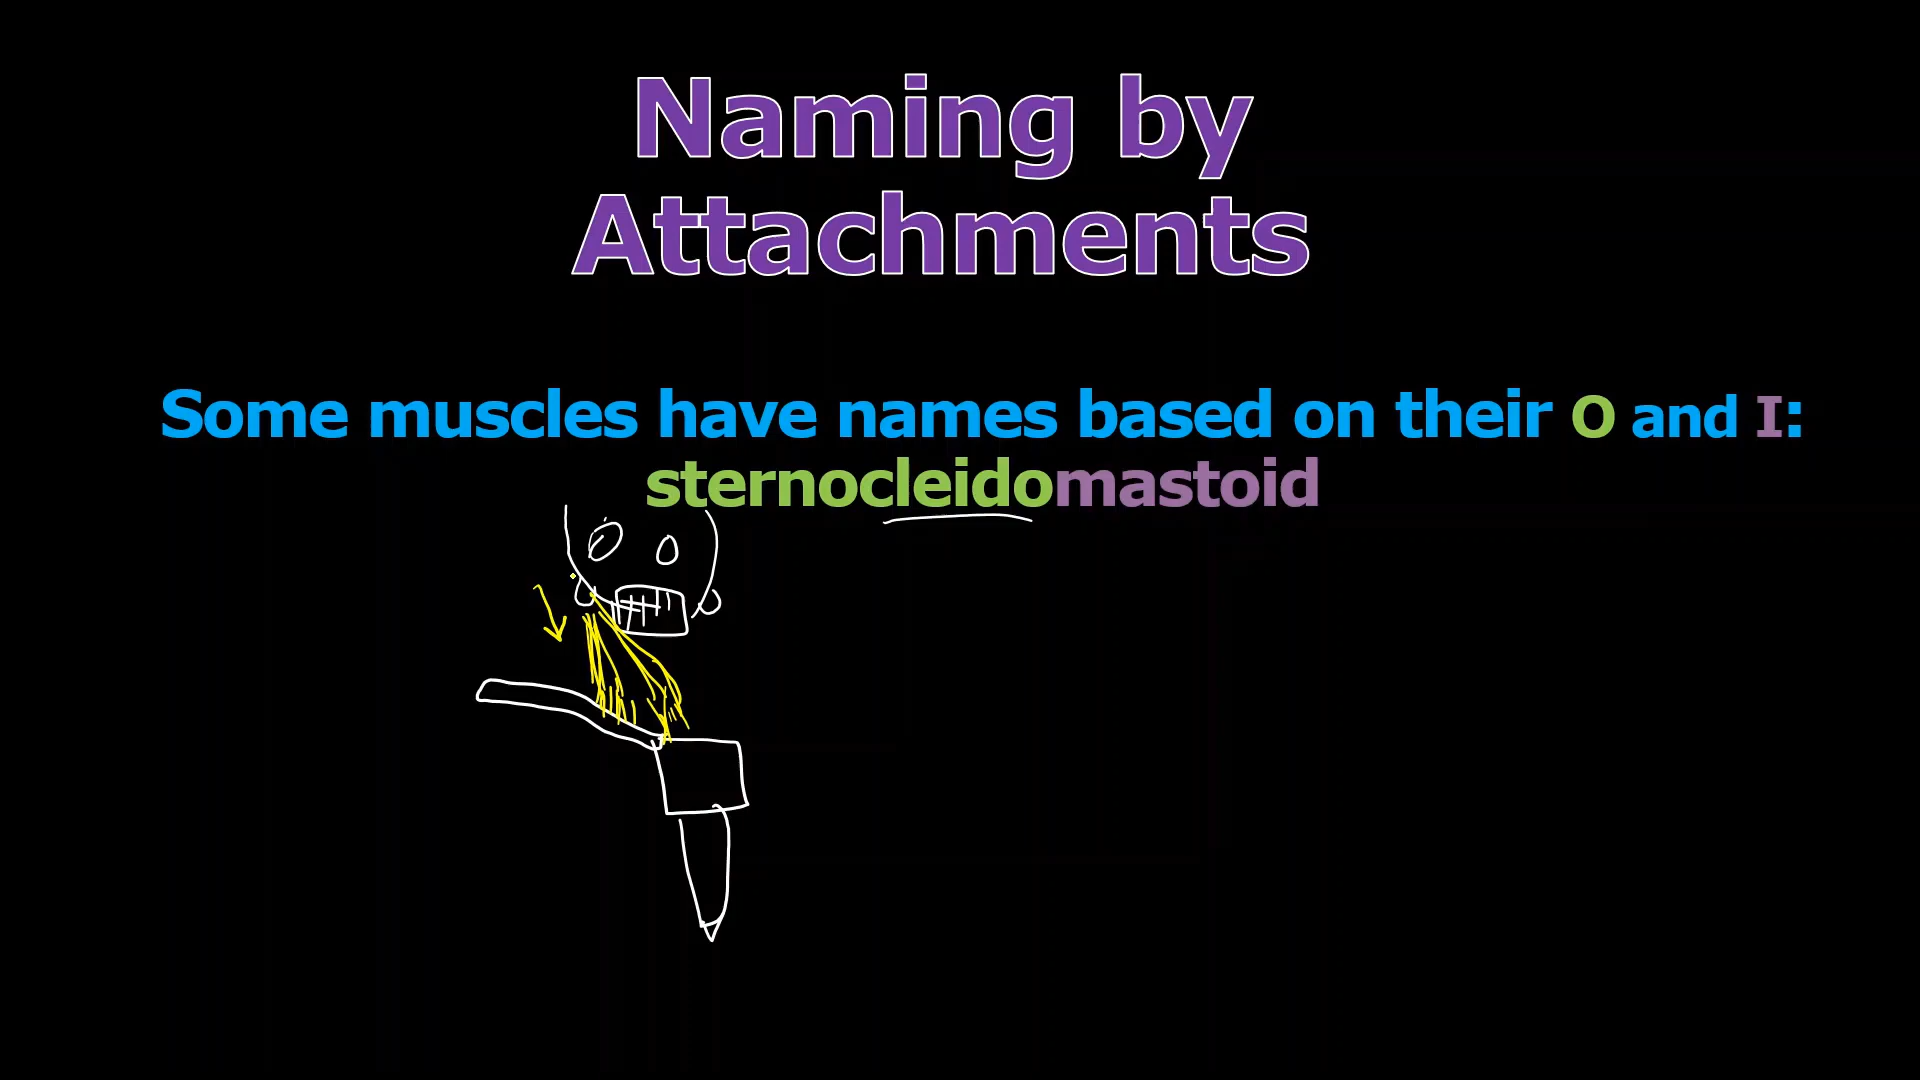 Naming by
Attachments
Some muscles have names based on their O and I:
sternocleidomastoid